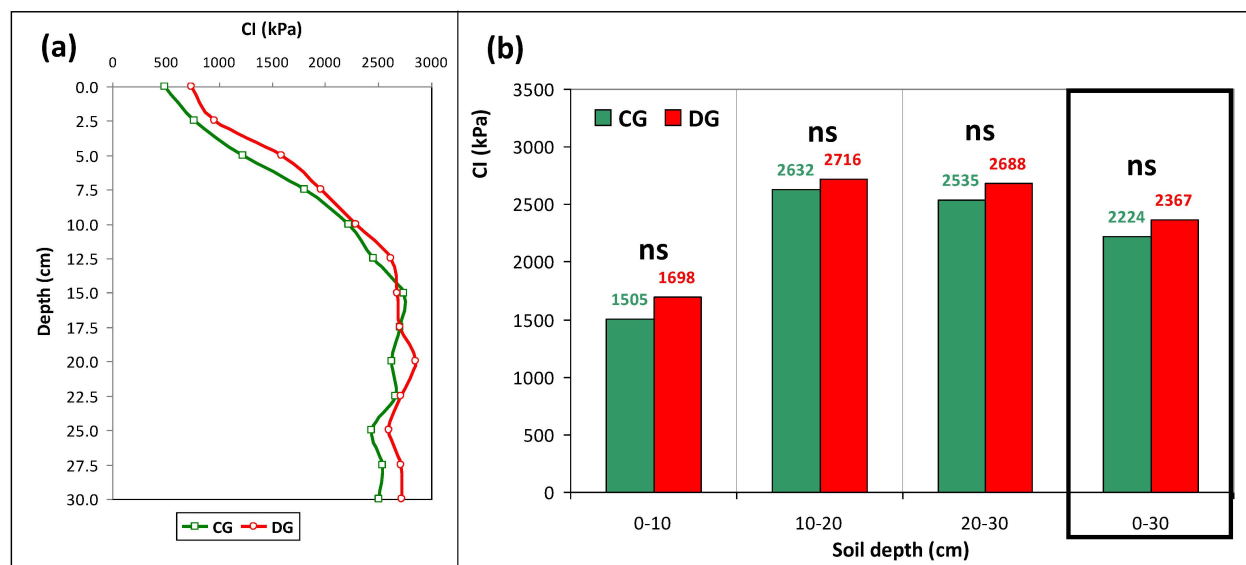 (a)
CI (kPa)
0 500 1000 1500 2000 2500 3000
0.0
2.5
5.0
7.5
10.0
12.5
15.0
17.5
20.0
22.5
25.0
27.5
30.0
Depth (cm)
CG DG
(b)
3500
3000
2500
2000
1500
1000
500
0
CI (kPa)
CG DG
ns
1505 1698
ns
2632 2716
ns
2535 2688
ns
2224 2367
0-10 10-20 20-30 0-30
Soil depth (cm)